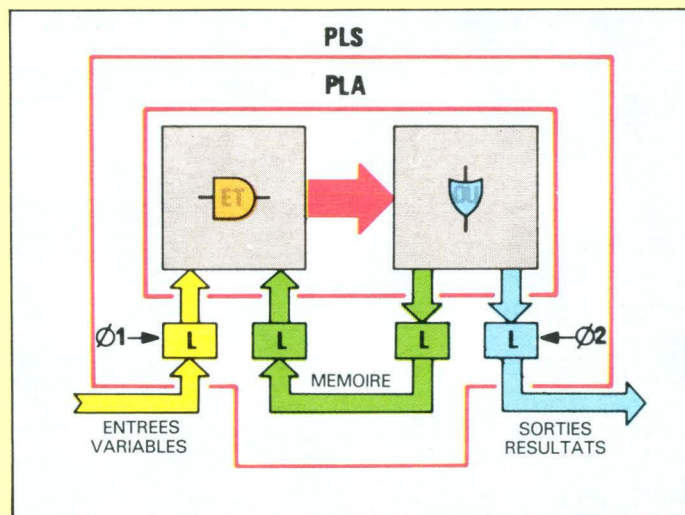 PLS
PLA
ET
OU
Ø1
L
L
L
L
Ø2
MEMOIRE
ENTREES
VARIABLES
SORTIES
RESULTATS